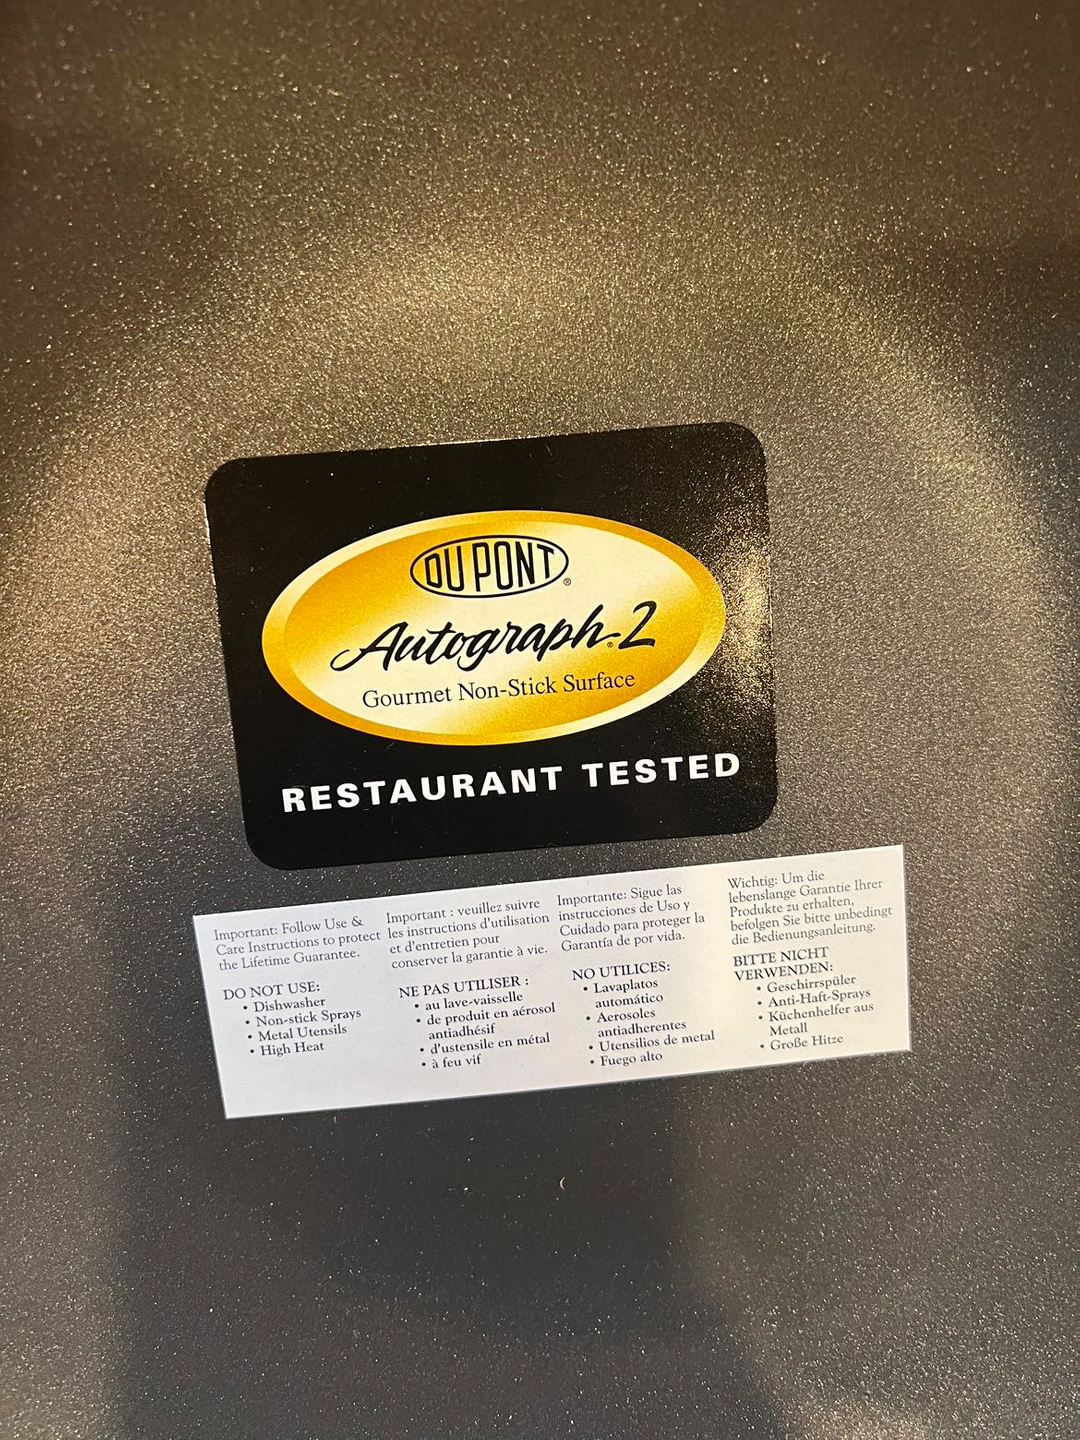 DU PONT®
Autograph® 2
Gourmet Non-Stick Surface
RESTAURANT TESTED
Important: Follow Use &
Care Instructions to protect
the Lifetime Guarantee.
DO NOT USE:
• Dishwasher
• Non-stick Sprays
• Metal Utensils
• High Heat
Important : veuillez suivre
les instructions d'utilisation
et d'entretien pour
conserver la garantie à vie.
NE PAS UTILISER :
• au lave-vaisselle
• de produit en aérosol
antiadhésif
• d'ustensile en métal
• à feu vif
Importante: Sigue las
instrucciones de Uso y
Cuidado para proteger la
Garantía de por vida.
NO UTILICES:
• Lavaplatos
automático
• Aerosoles
antiadherentes
• Utensilios de metal
• Fuego alto
Wichtig: Um die
lebenslange Garantie Ihrer
Produkte zu erhalten,
befolgen Sie bitte unbedingt
die Bedienungsanleitung.
BITTE NICHT
VERWENDEN:
• Geschirrspüler
• Anti-Haft-Sprays
• Küchenhelfer aus
Metall
• Große Hitze